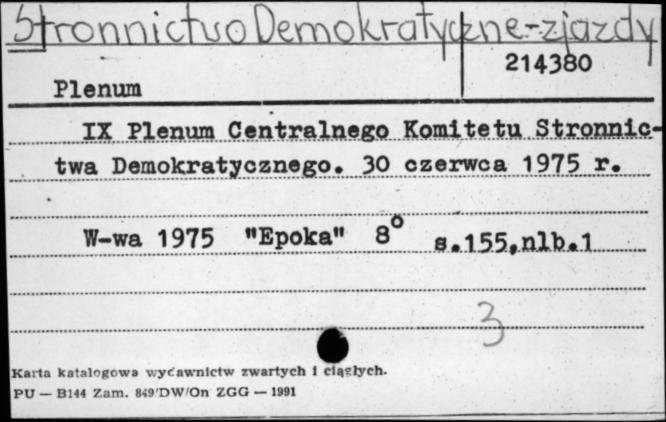 Stronnictwo Demokratyczne-zjazdy
214380
Plenum
IX Plenum Centralnego Komitetu Stronnic-
twa Demokratycznego. 30 czerwca 1975 r.
W-wa 1975 "Epoka" 8° s.155,nlb.1
3
Karta katalogowa wydawnictw zwartych i ciągłych.
PU — B144 Zam. 849/DW/On ZGG — 1991